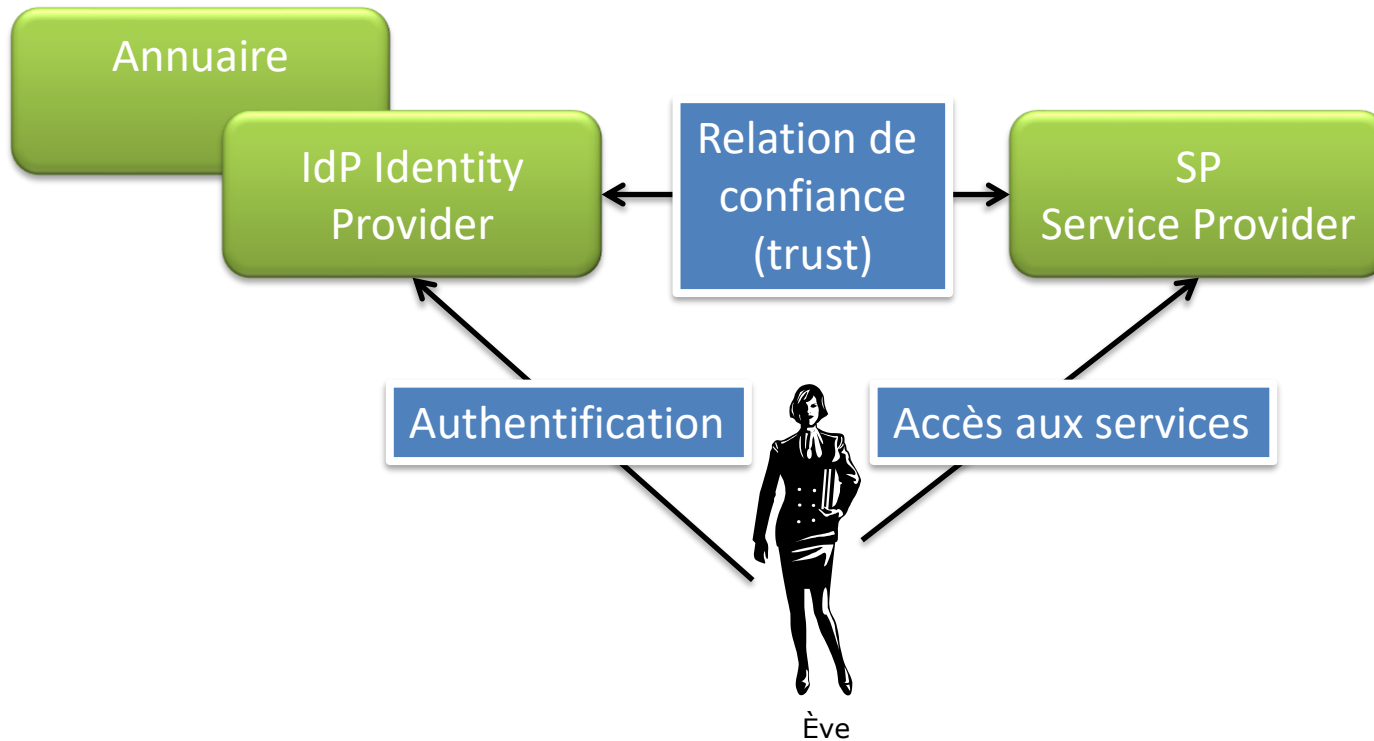 Annuaire
IdP Identity
Provider
Relation de
confiance
(trust)
SP
Service Provider
Authentification
Accès aux services
Ève